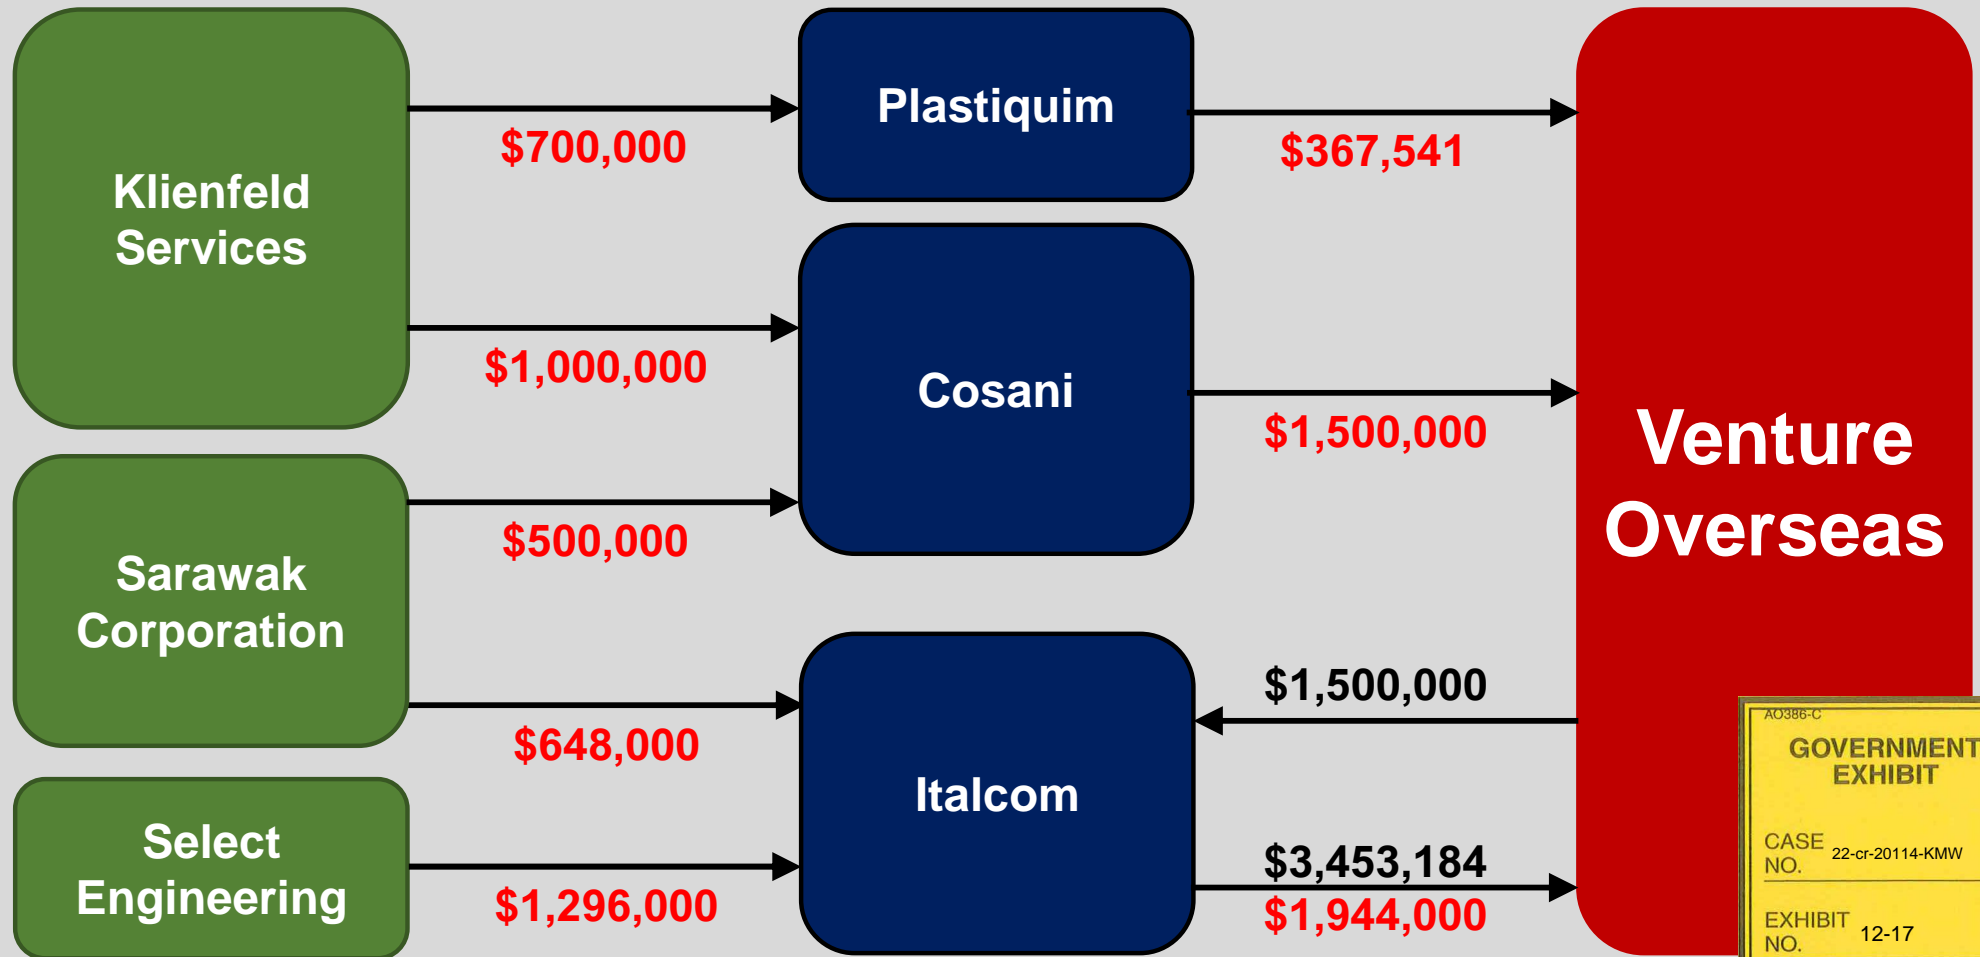 Klienfeld
Services
$700,000
Plastiquim
$367,541
$1,000,000
Cosani
$1,500,000
Sarawak
Corporation
$500,000
$648,000
Select
Engineering
$1,296,000
Italcom
$1,500,000
$3,453,184
$1,944,000
Venture
Overseas
AO386-C
GOVERNMENT
EXHIBIT
CASE
NO. 22-cr-20114-KMW
EXHIBIT
NO. 12-17